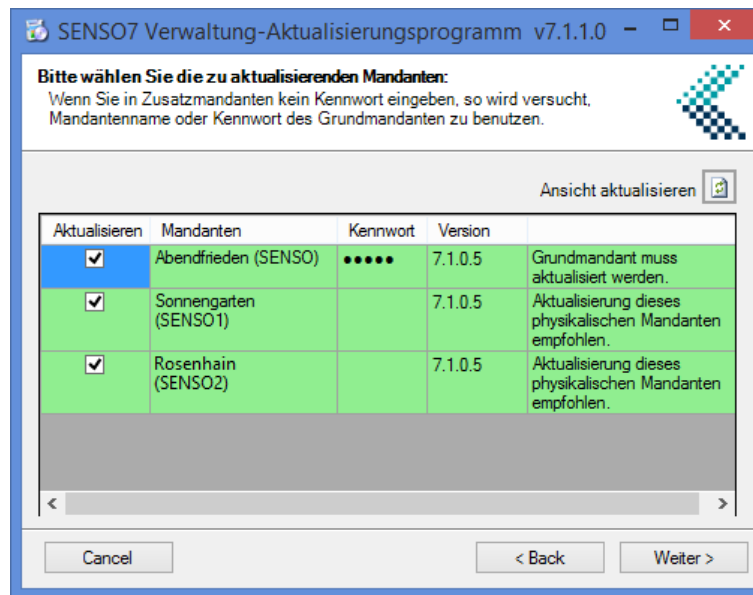 SENSO7 Verwaltung-Aktualisierungsprogramm v7.1.1.0
Bitte wählen Sie die zu aktualisierenden Mandanten:
Wenn Sie in Zusatzmandanten kein Kennwort eingeben, so wird versucht,
Mandantenname oder Kennwort des Grundmandanten zu benutzen.
Ansicht aktualisieren
Aktualisieren Mandanten Kennwort Version
Abendfrieden (SENSO) ●●●●● 7.1.0.5 Grundmandant muss
aktualisiert werden.
Sonnengarten 7.1.0.5 Aktualisierung dieses
(SENSO1) physikalischen Mandanten
empfohlen.
Rosenhain 7.1.0.5 Aktualisierung dieses
(SENSO2) physikalischen Mandanten
empfohlen.
Cancel < Back Weiter >